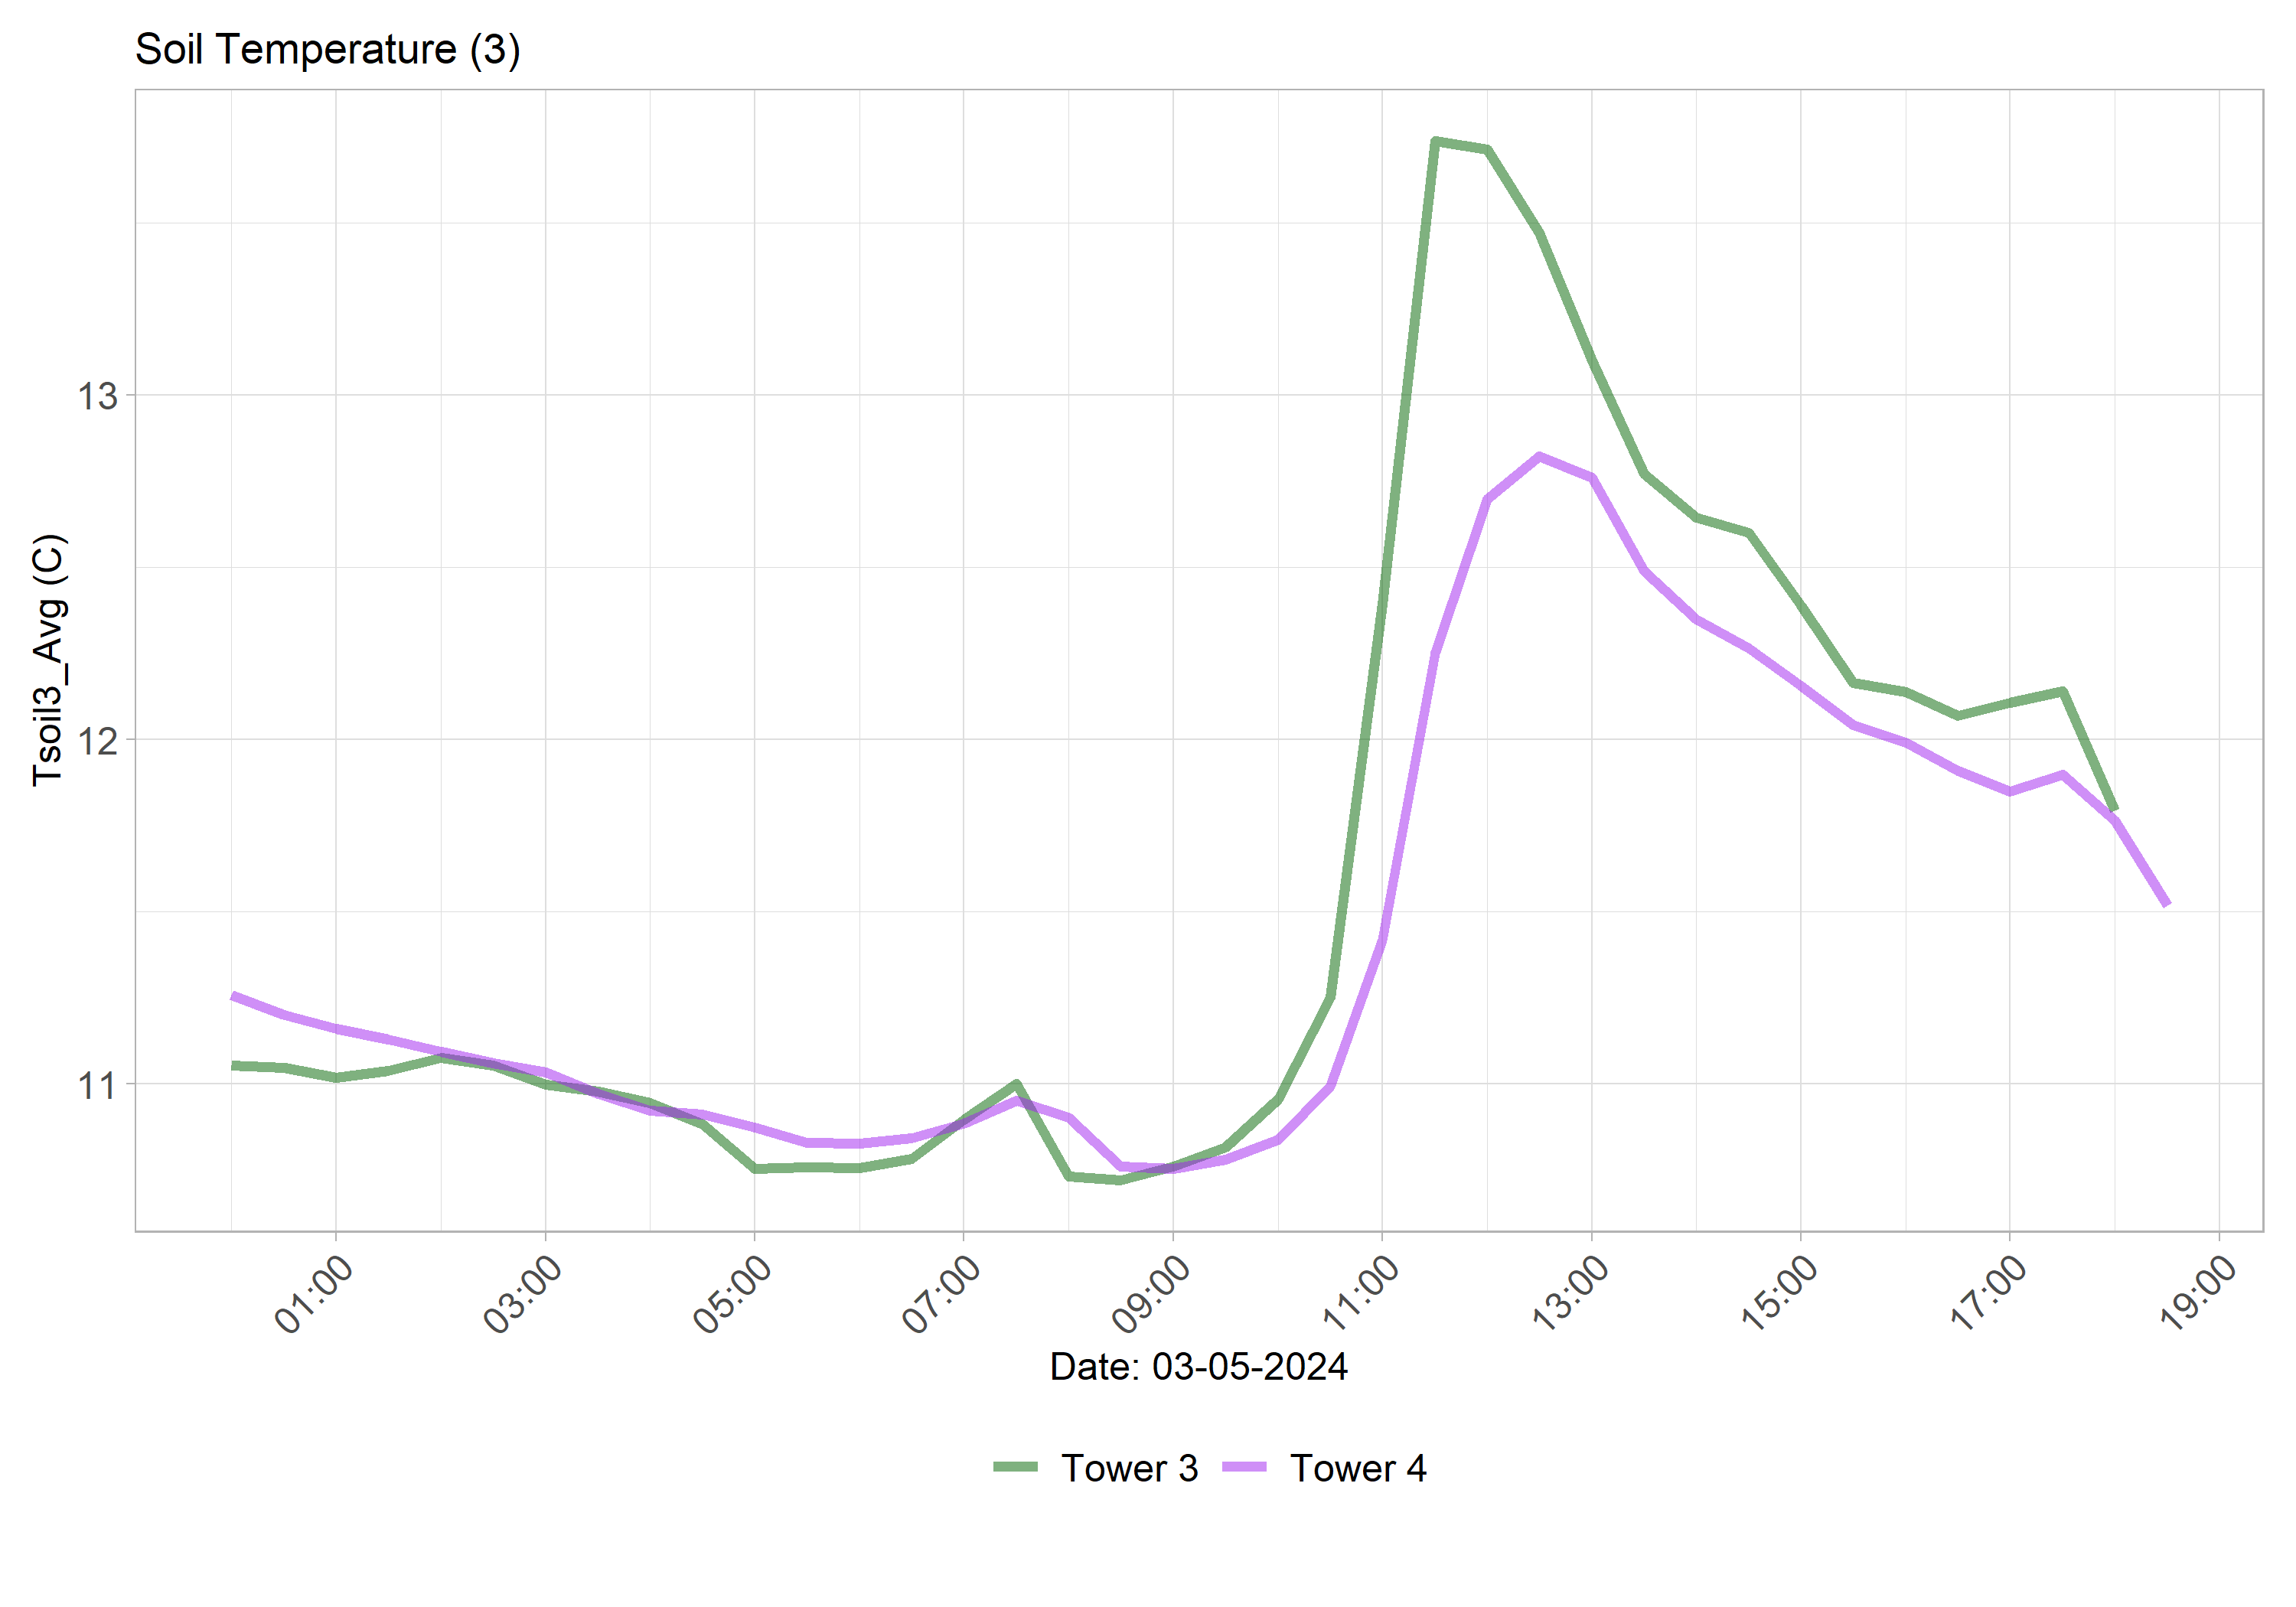 Soil Temperature (3)
Tsoil3_Avg (C)
13
12
11
01:00 03:00 05:00 07:00 09:00 11:00 13:00 15:00 17:00 19:00
Date: 03-05-2024
Tower 3 Tower 4